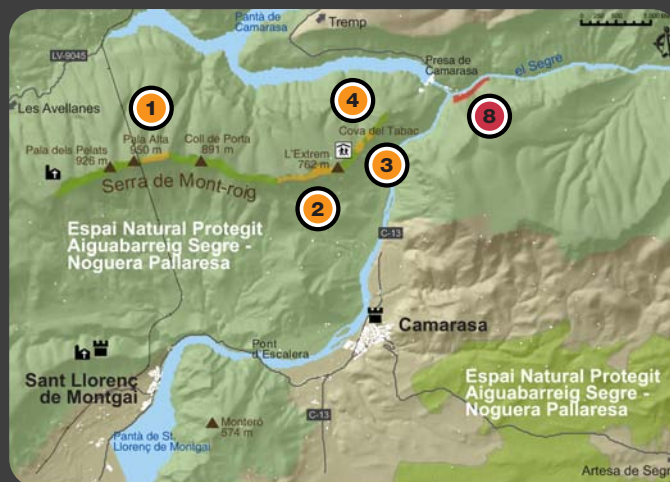 Pantà de
Camarasa
Tremp
LV-9045
Presa de
Camarasa
el Segre
Les Avellanes
1
4
8
Cova del Tabac
Pala Alta
950 m
Coll de Porta
891 m
Pala dels Pelats
926 m
L'Extrem
762 m
3
Serra de Mont-roig
2
Espai Natural Protegit
Aiguabarreig Segre -
Noguera Pallaresa
C-13
Camarasa
Pont
d'Escalera
Sant Llorenç
de Montgai
Espai Natural Protegit
Aiguabarreig Segre -
Noguera Pallaresa
C-13
Monteró
574 m
Pantà de St.
Llorenç de Montgai
Artesa de Segre